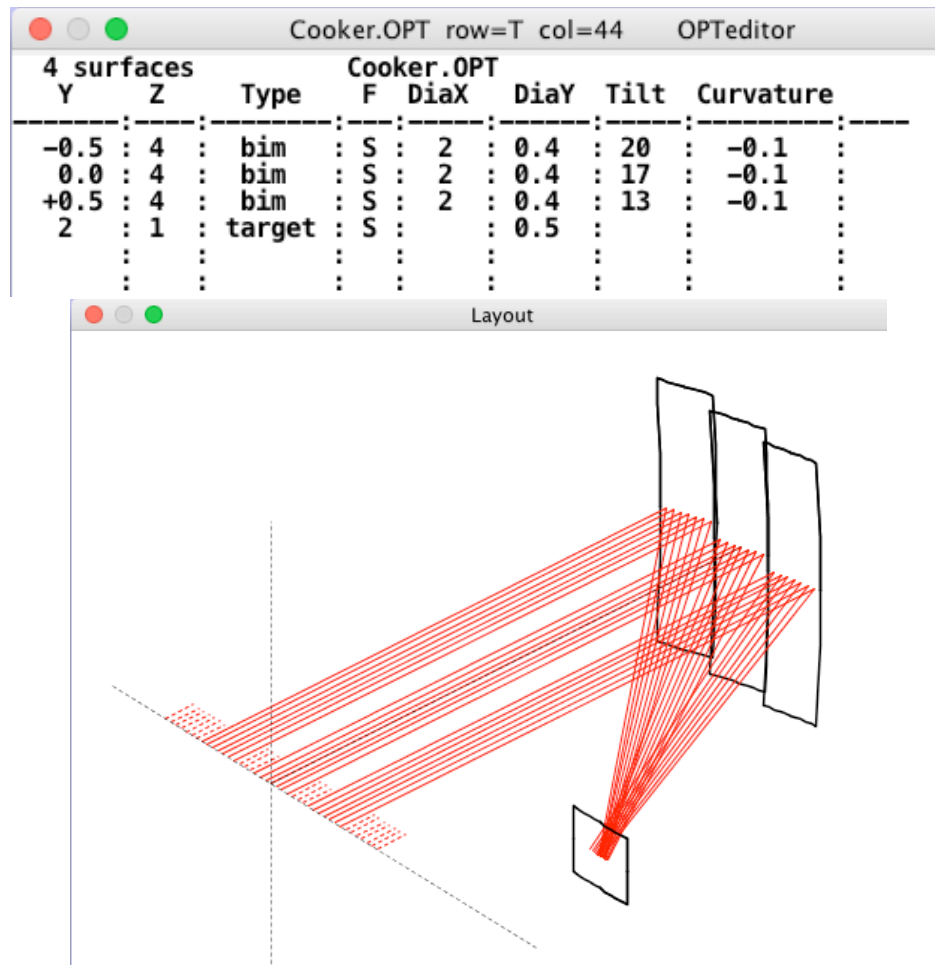 Cooker.OPT row=T col=44 OPTeditor
4 surfaces Cooker.OPT
Y Z Type F DiaX DiaY Tilt Curvature
-------:----:--------:---:-----:------:-----:---------:----
-0.5 : 4 : bim : S : 2 : 0.4 : 20 : -0.1 :
0.0 : 4 : bim : S : 2 : 0.4 : 17 : -0.1 :
+0.5 : 4 : bim : S : 2 : 0.4 : 13 : -0.1 :
2 : 1 : target : S : : 0.5 : : :
: : : : : : : :
: : : : : : : :
Layout